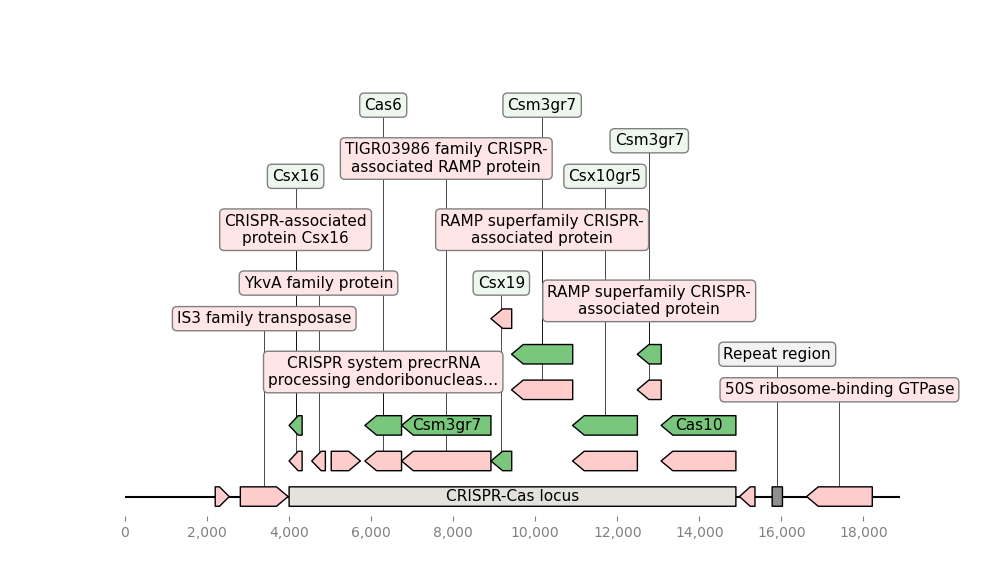 Cas6
Csm3gr7
Csm3gr7
TIGR03986 family CRISPR-
associated RAMP protein
Csx16
Csx10gr5
CRISPR-associated
protein Csx16
RAMP superfamily CRISPR-
associated protein
YkvA family protein
Csx19
RAMP superfamily CRISPR-
associated protein
IS3 family transposase
Repeat region
CRISPR system precrRNA
processing endoribonucleas...
50S ribosome-binding GTPase
Csm3gr7
Cas10
CRISPR-Cas locus
0 2,000 4,000 6,000 8,000 10,000 12,000 14,000 16,000 18,000